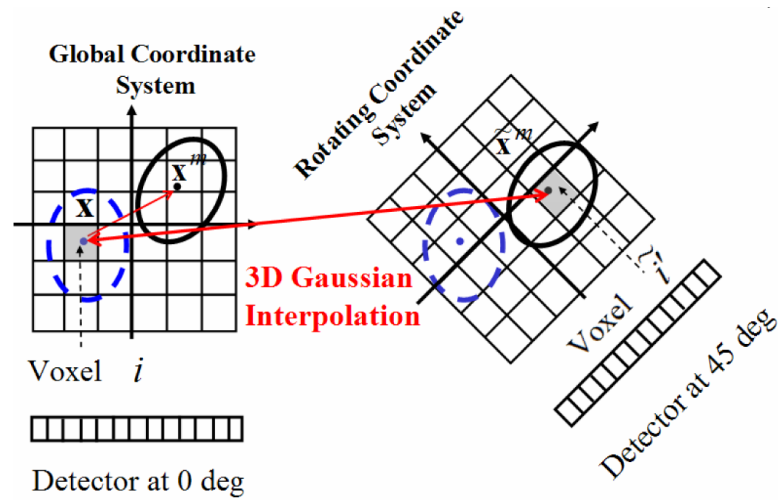 Global Coordinate
System
x^m
x
Voxel i
Detector at 0 deg
3D Gaussian
Interpolation
Rotating Coordinate
System
x̃^m
Voxel ĩ'
Detector at 45 deg